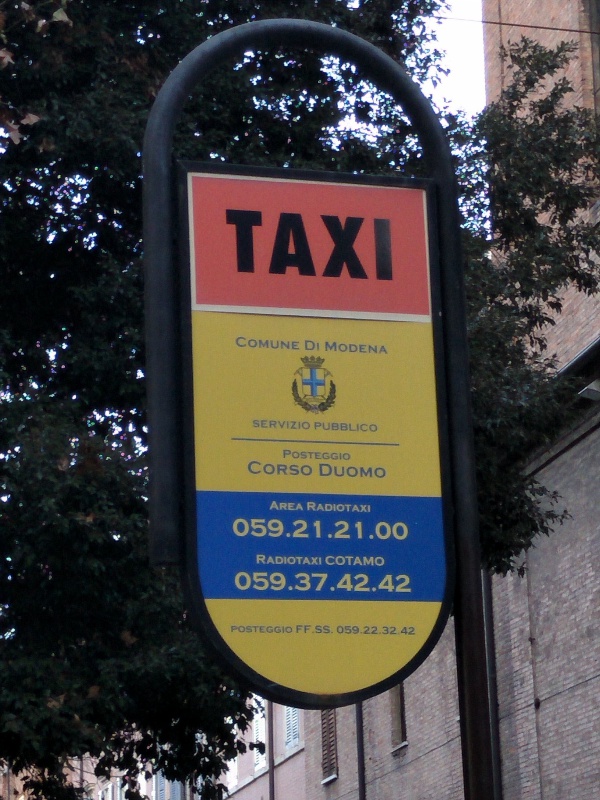 TAXI
COMUNE DI MODENA
SERVIZIO PUBBLICO
POSTEGGIO
CORSO DUOMO
AREA RADIOTAXI
059.21.21.00
RADIOTAXI COTAMO
059.37.42.42
POSTEGGIO FF.SS. 059.22.32.42